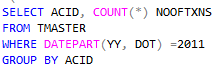 SELECT ACID, COUNT(*) NOOFTXNS
FROM TMASTER
WHERE DATEPART(YY, DOT) =2011
GROUP BY ACID